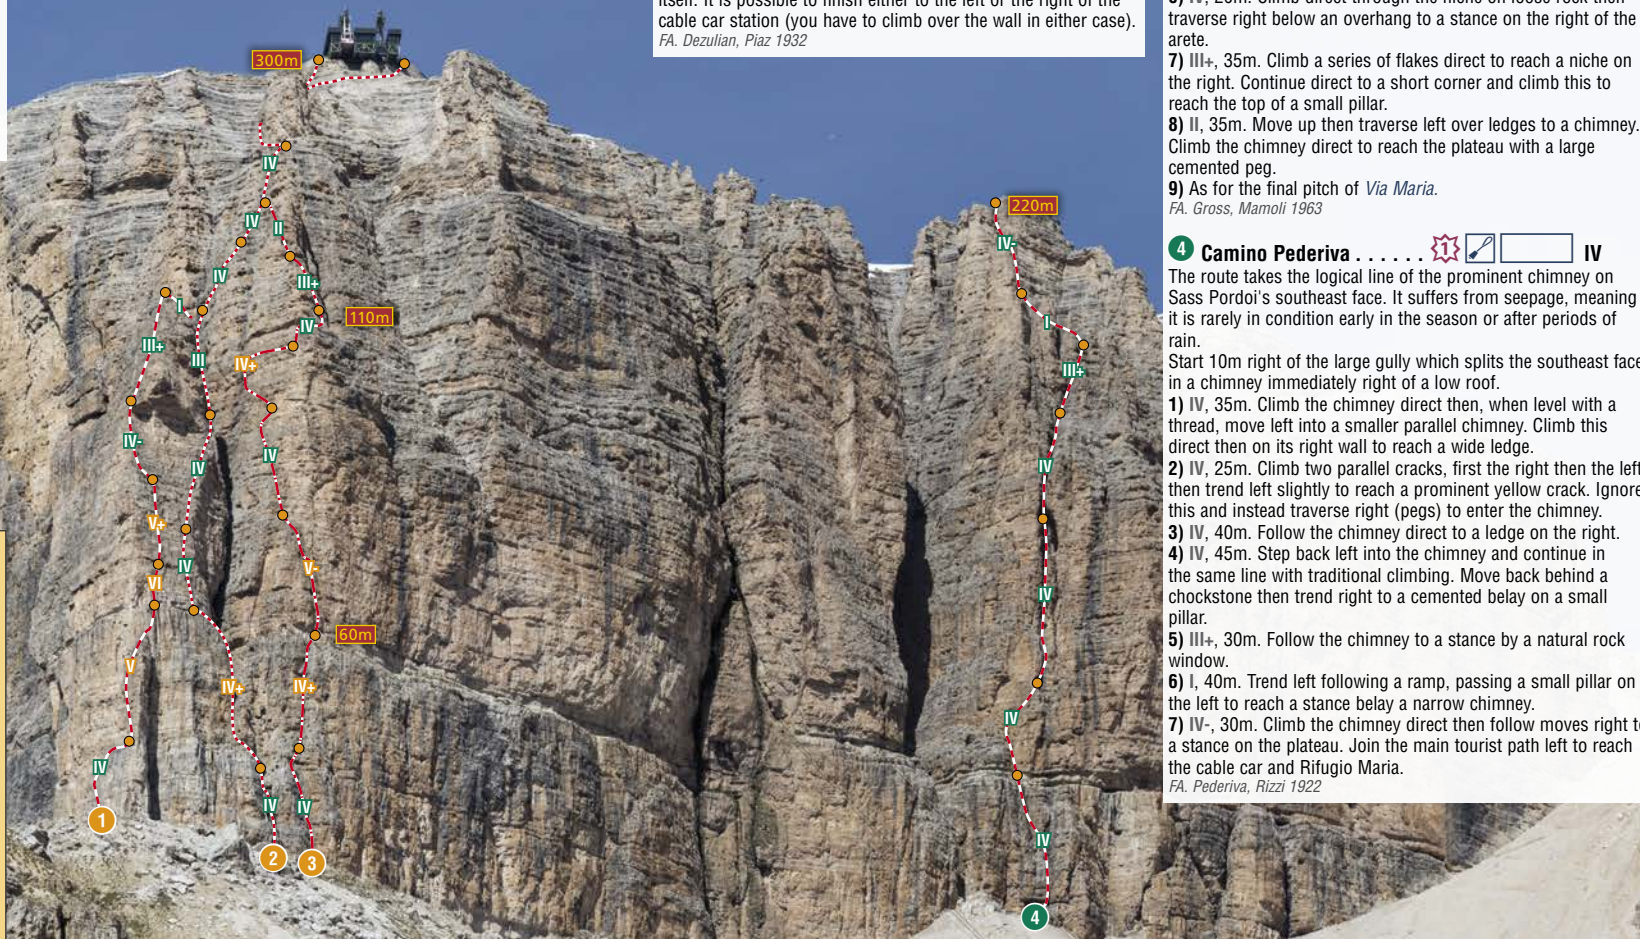 itself. It is possible to finish either to the left or the right of the
cable car station (you have to climb over the wall in either case).
FA. Dezulian, Piaz 1932
traverse right below an overhang to a stance on the right of the
arete.
7) III+, 35m. Climb a series of flakes direct to reach a niche on
the right. Continue direct to a short corner and climb this to
reach the top of a small pillar.
8) II, 35m. Move up then traverse left over ledges to a chimney.
Climb the chimney direct to reach the plateau with a large
cemented peg.
9) As for the final pitch of Via Maria.
FA. Gross, Mamoli 1963
4 Camino Pederiva . . . . . . 1 IV
The route takes the logical line of the prominent chimney on
Sass Pordoi's southeast face. It suffers from seepage, meaning
it is rarely in condition early in the season or after periods of
rain.
Start 10m right of the large gully which splits the southeast face
in a chimney immediately right of a low roof.
1) IV, 35m. Climb the chimney direct then, when level with a
thread, move left into a smaller parallel chimney. Climb this
direct then on its right wall to reach a wide ledge.
2) IV, 25m. Climb two parallel cracks, first the right then the left
then trend left slightly to reach a prominent yellow crack. Ignore
this and instead traverse right (pegs) to enter the chimney.
3) IV, 40m. Follow the chimney direct to a ledge on the right.
4) IV, 45m. Step back left into the chimney and continue in
the same line with traditional climbing. Move back behind a
chockstone then trend right to a cemented belay on a small
pillar.
5) III+, 30m. Follow the chimney to a stance by a natural rock
window.
6) I, 40m. Trend left following a ramp, passing a small pillar on
the left to reach a stance belay a narrow chimney.
7) IV-, 30m. Climb the chimney direct then follow moves right to
a stance on the plateau. Join the main tourist path left to reach
the cable car and Rifugio Maria.
FA. Pederiva, Rizzi 1922
300m
IV
IV
II
IV
III+
I
110m
IV-
III+
III
IV+
IV-
IV
IV
V+
IV
V-
VI
60m
V
IV+
IV+
IV
IV
IV
1
2
3
220m
IV-
I
III+
IV
IV
IV
IV
4